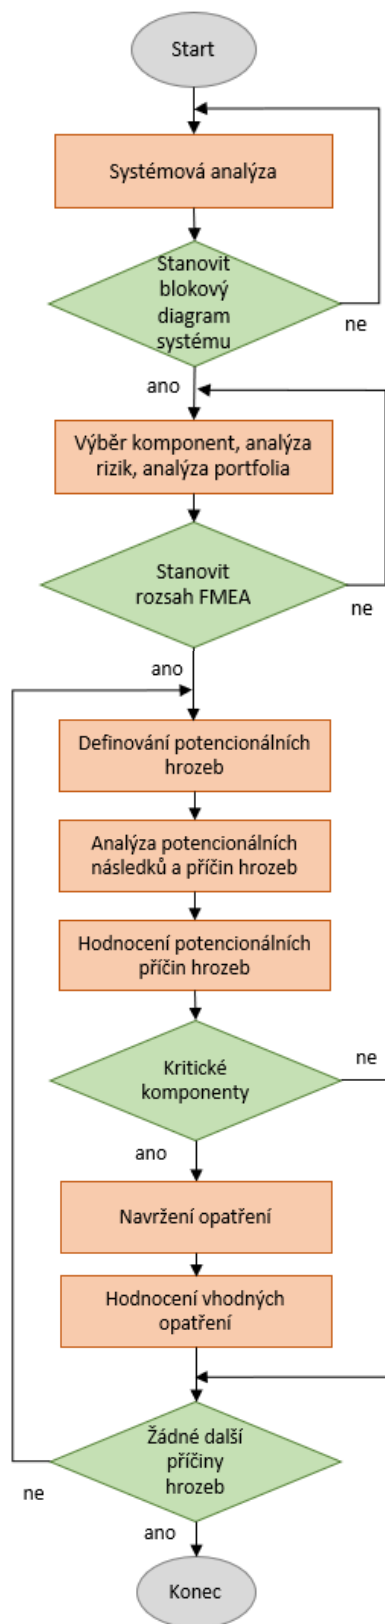 Start
Systémová analýza
Stanovit
blokový
diagram
systému
ne
ano
Výběr komponent, analýza
rizik, analýza portfolia
Stanovit
rozsah FMEA
ne
ano
Definování potencionálních
hrozeb
Analýza potencionálních
následků a příčin hrozeb
Hodnocení potencionálních
příčin hrozeb
Kritické
komponenty
ne
ano
Navržení opatření
Hodnocení vhodných
opatření
Žádné další
příčiny
hrozeb
ne
ano
Konec